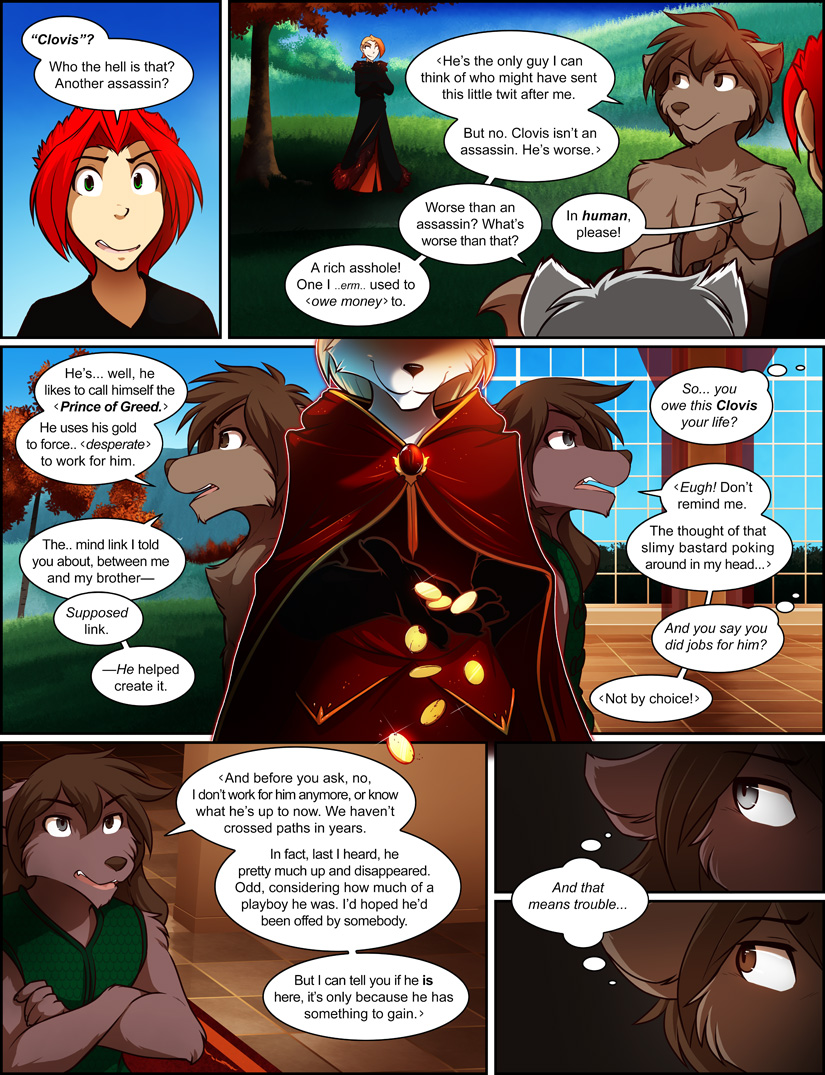 “Clovis”?
Who the hell is that?
Another assassin?
‹He’s the only guy I can
think of who might have sent
this little twit after me.
But no. Clovis isn’t an
assassin. He’s worse.›
Worse than an
assassin? What’s
worse than that?
In human,
please!
A rich asshole!
One I ..erm.. used to
‹owe money› to.
He’s... well, he
likes to call himself the
‹Prince of Greed.›
He uses his gold
to force.. ‹desperate›
to work for him.
The.. mind link I told
you about, between me
and my brother—
Supposed
link.
—He helped
create it.
So... you
owe this Clovis
your life?
‹Eugh! Don’t
remind me.
The thought of that
slimy bastard poking
around in my head...›
And you say you
did jobs for him?
‹Not by choice!›
‹And before you ask, no,
I don’t work for him anymore, or know
what he’s up to now. We haven’t
crossed paths in years.
In fact, last I heard, he
pretty much up and disappeared.
Odd, considering how much of a
playboy he was. I’d hoped he’d
been offed by somebody.
But I can tell you if he is
here, it’s only because he has
something to gain.›
And that
means trouble...